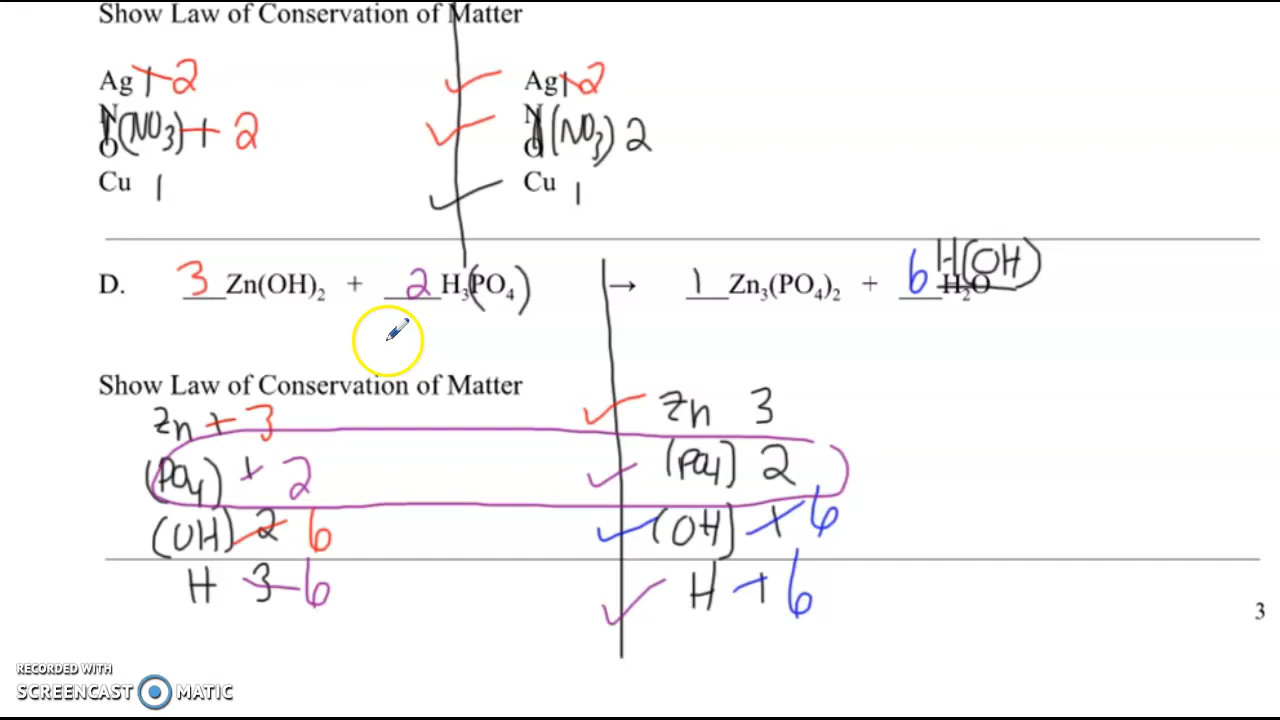 Show Law of Conservation of Matter
Ag 1 2 Ag 1 2
N
(NO3) 1 2 (NO3) 2
O
Cu 1 Cu 1
H(OH)
D. 3 Zn(OH)2 + 2 H3(PO4) → 1 Zn3(PO4)2 + 6 H2O
Show Law of Conservation of Matter
Zn 1 3 Zn 3
(PO4) 1 2 (PO4) 2
(OH) 2 6 (OH) 1 6
H 3 6 H 1 6
3
RECORDED WITH
SCREENCAST MATIC